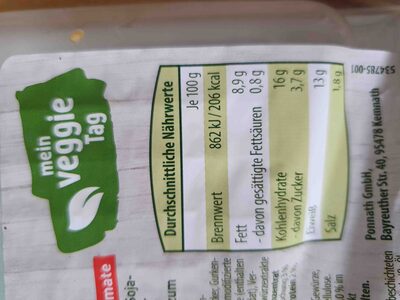 mein
veggie
Tag
Durchschnittliche Nährwerte
Je 100 g
Brennwert 862 kJ / 206 kcal
Fett 8,9 g
- davon gesättigte Fettsäuren 0,8 g
Kohlenhydrate 16 g
- davon Zucker 3,7 g
Eiweiß 13 g
Salz 1,8 g
534785-001
Ponnath GmbH,
Bayreuther Str. 40, 95478 Kemnath